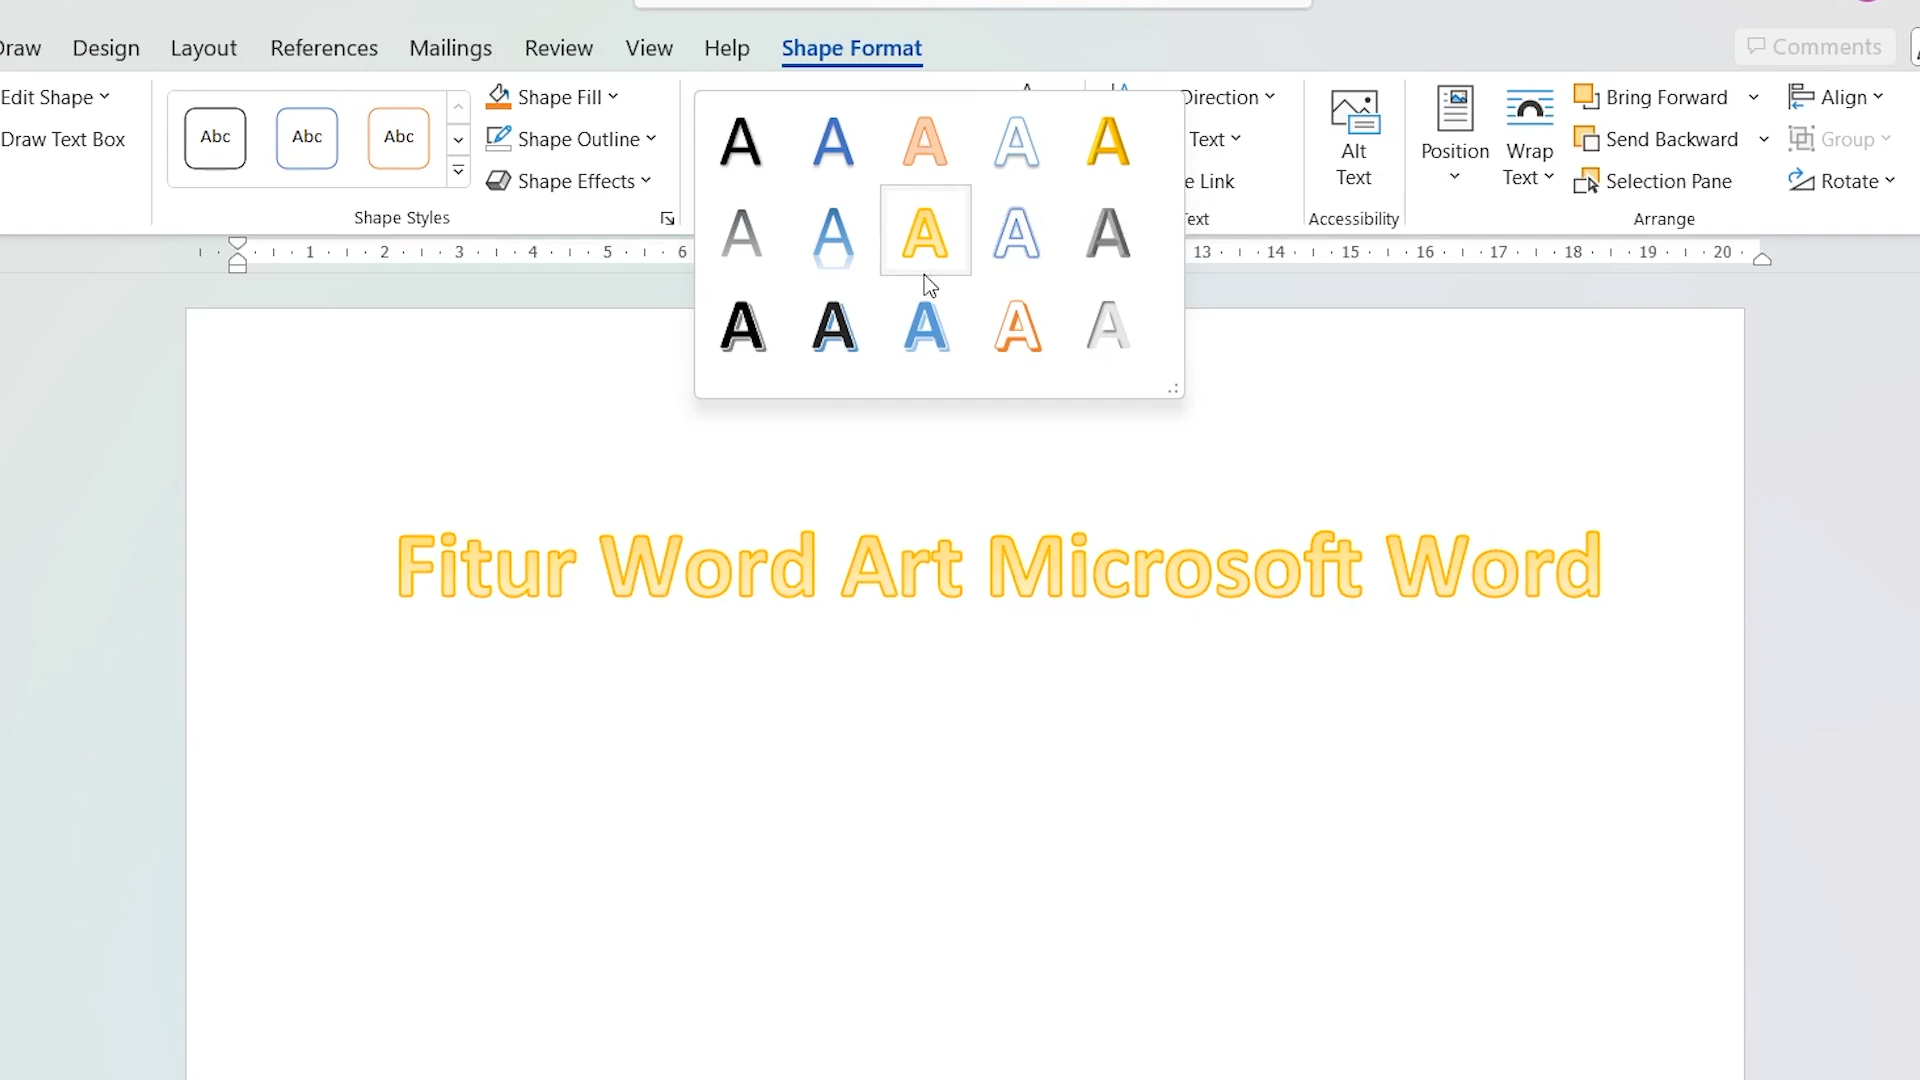 Draw Design Layout References Mailings Review View Help Shape Format Comments
Edit Shape
Draw Text Box
Abc Abc Abc
Shape Fill
Shape Outline
Shape Effects
Shape Styles
A A A A A
A A A A A
A A A A A
Direction
Text
e Link
Text
Alt
Text
Accessibility
Position
Wrap
Text
Bring Forward
Send Backward
Selection Pane
Align
Group
Rotate
Arrange
1 2 3 4 5 6 13 14 15 16 17 18 19 20
Fitur Word Art Microsoft Word